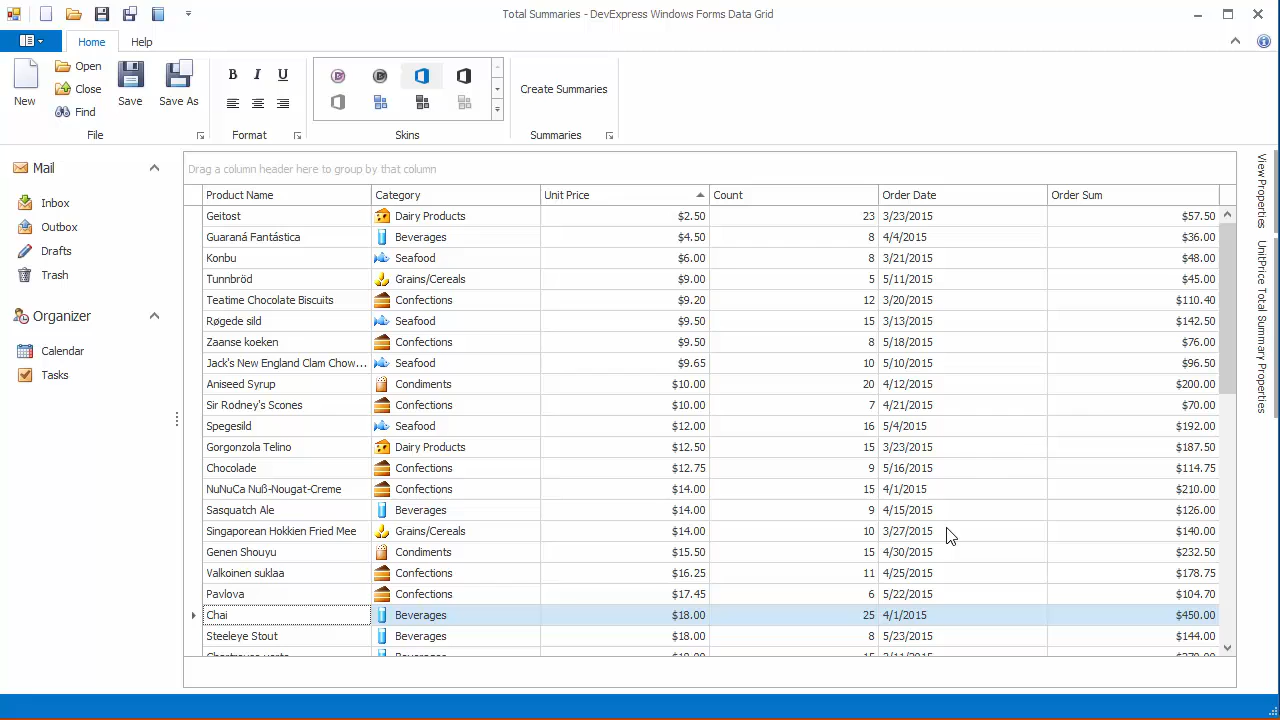 Total Summaries - DevExpress Windows Forms Data Grid
Home Help
New Open Close Find Save Save As
B I U
Create Summaries
File Format Skins Summaries
Mail
Inbox
Outbox
Drafts
Trash
Organizer
Calendar
Tasks
Drag a column header here to group by that column
Product Name Category Unit Price Count Order Date Order Sum
Geitost Dairy Products $2.50 23 3/23/2015 $57.50
Guaraná Fantástica Beverages $4.50 8 4/4/2015 $36.00
Konbu Seafood $6.00 8 3/21/2015 $48.00
Tunnbröd Grains/Cereals $9.00 5 5/11/2015 $45.00
Teatime Chocolate Biscuits Confections $9.20 12 3/20/2015 $110.40
Røgede sild Seafood $9.50 15 3/13/2015 $142.50
Zaanse koeken Confections $9.50 8 5/18/2015 $76.00
Jack's New England Clam Chow... Seafood $9.65 10 5/10/2015 $96.50
Aniseed Syrup Condiments $10.00 20 4/12/2015 $200.00
Sir Rodney's Scones Confections $10.00 7 4/21/2015 $70.00
Spegesild Seafood $12.00 16 5/4/2015 $192.00
Gorgonzola Telino Dairy Products $12.50 15 3/23/2015 $187.50
Chocolade Confections $12.75 9 5/16/2015 $114.75
NuNuCa Nuß-Nougat-Creme Confections $14.00 15 4/1/2015 $210.00
Sasquatch Ale Beverages $14.00 9 4/15/2015 $126.00
Singaporean Hokkien Fried Mee Grains/Cereals $14.00 10 3/27/2015 $140.00
Genen Shouyu Condiments $15.50 15 4/30/2015 $232.50
Valkoinen suklaa Confections $16.25 11 4/25/2015 $178.75
Pavlova Confections $17.45 6 5/22/2015 $104.70
Chai Beverages $18.00 25 4/1/2015 $450.00
Steeleye Stout Beverages $18.00 8 5/23/2015 $144.00
View Properties
UnitPrice Total Summary Properties